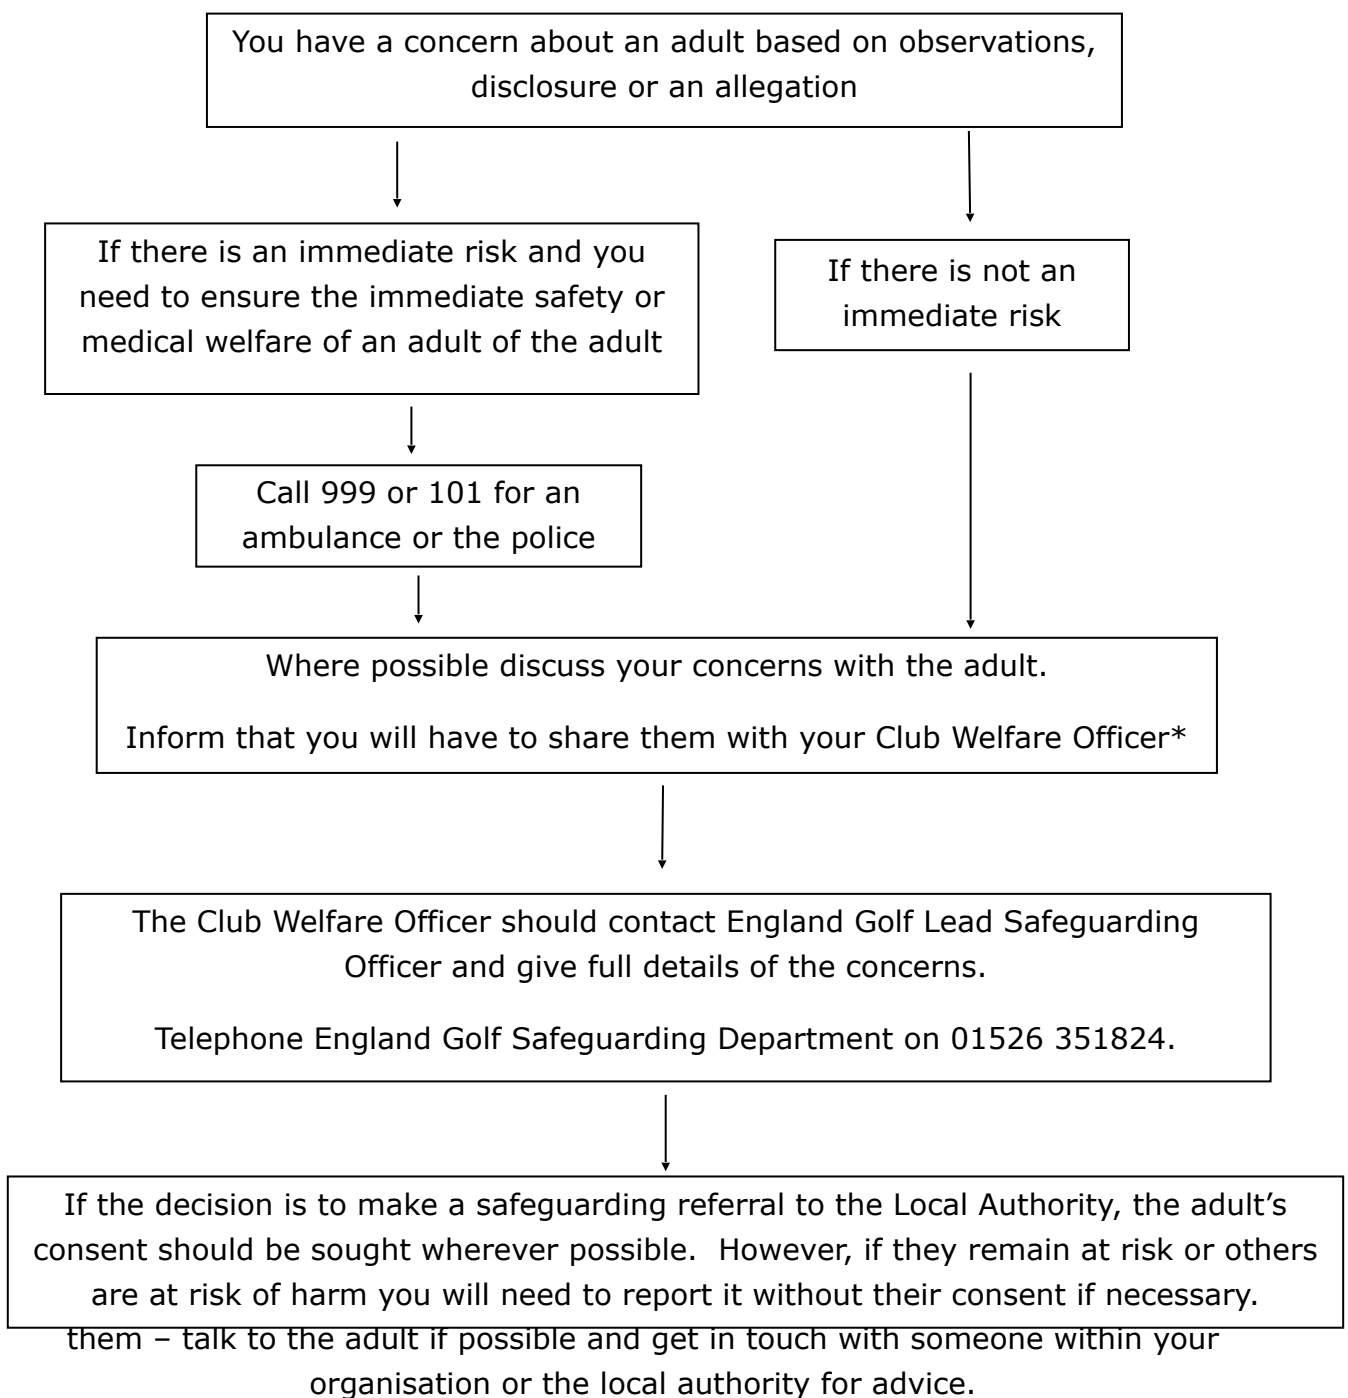 You have a concern about an adult based on observations,
disclosure or an allegation
If there is an immediate risk and you
need to ensure the immediate safety or
medical welfare of an adult of the adult
If there is not an
immediate risk
Call 999 or 101 for an
ambulance or the police
Where possible discuss your concerns with the adult.
Inform that you will have to share them with your Club Welfare Officer*
The Club Welfare Officer should contact England Golf Lead Safeguarding
Officer and give full details of the concerns.
Telephone England Golf Safeguarding Department on 01526 351824.
If the decision is to make a safeguarding referral to the Local Authority, the adult’s
consent should be sought wherever possible.  However, if they remain at risk or others
are at risk of harm you will need to report it without their consent if necessary.
them – talk to the adult if possible and get in touch with someone within your
organisation or the local authority for advice.